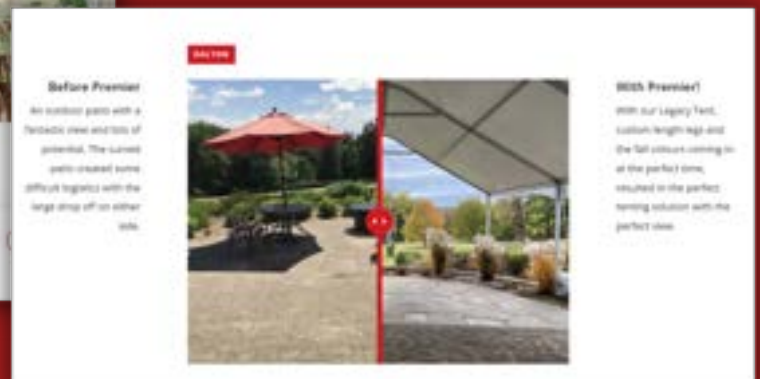 DALTON
Before Premier
An outdoor patio with a
fantastic view and lots of
potential. The curved
patio created some
difficult logistics with the
large drop off on either
side.
With Premier!
With our Legacy Tent,
custom length legs and
the fall colours coming in
at the perfect time,
resulted in the perfect
tenting solution with the
perfect view.